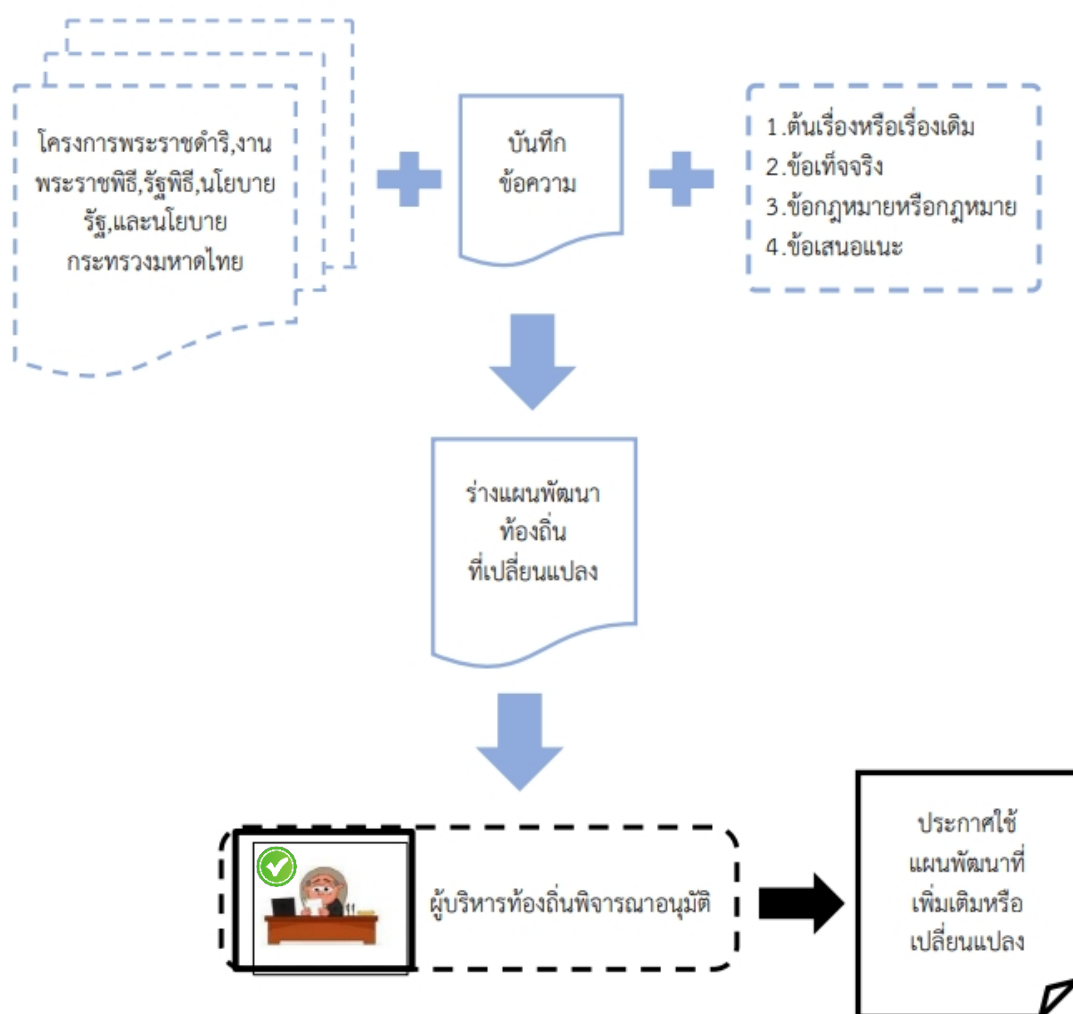 โครงการพระราชดำริ,งาน
พระราชพิธี,รัฐพิธี,นโยบาย
รัฐ,และนโยบาย
กระทรวงมหาดไทย
บันทึก
ข้อความ
1.ต้นเรื่องหรือเรื่องเดิม
2.ข้อเท็จจริง
3.ข้อกฎหมายหรือกฎหมาย
4.ข้อเสนอแนะ
ร่างแผนพัฒนา
ท้องถิ่น
ที่เปลี่ยนแปลง
ผู้บริหารท้องถิ่นพิจารณาอนุมัติ
ประกาศใช้
แผนพัฒนาที่
เพิ่มเติมหรือ
เปลี่ยนแปลง